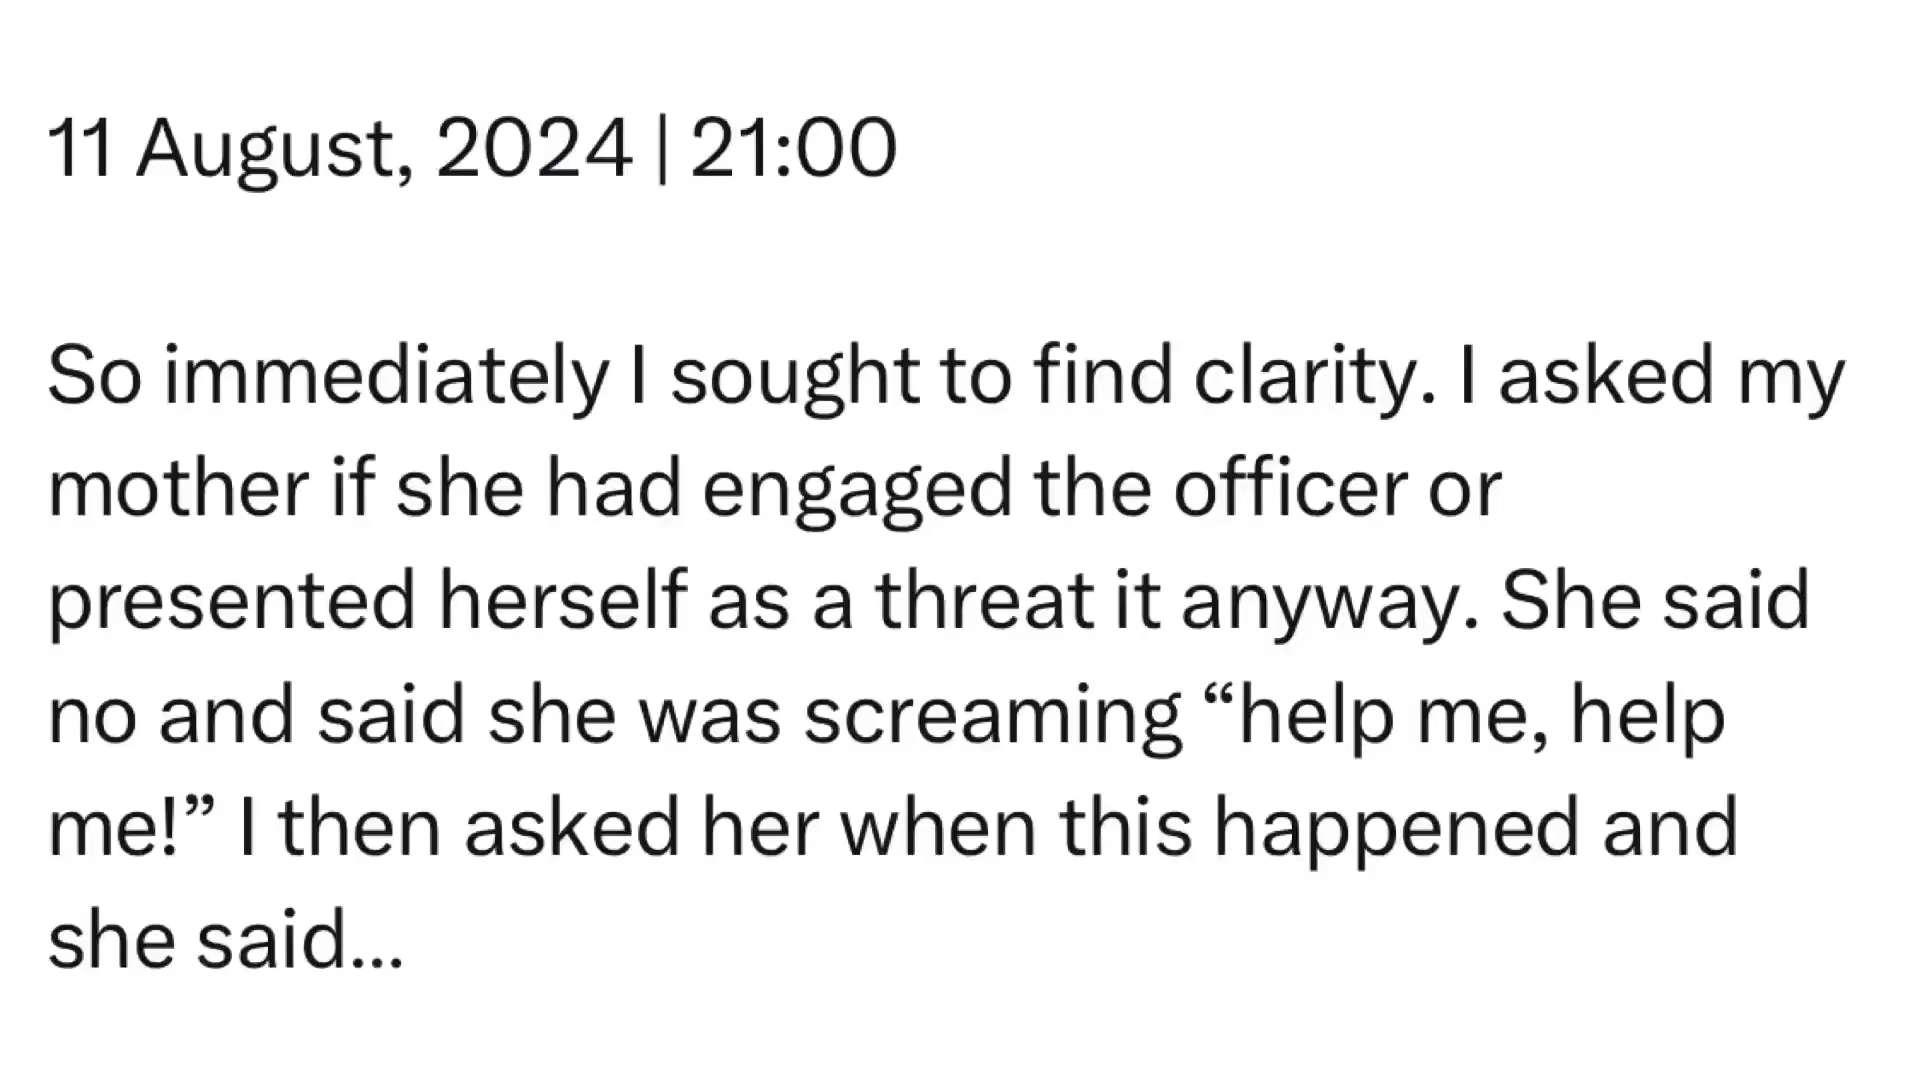 11 August, 2024 | 21:00
So immediately I sought to find clarity. I asked my
mother if she had engaged the officer or
presented herself as a threat it anyway. She said
no and said she was screaming “help me, help
me!” I then asked her when this happened and
she said...